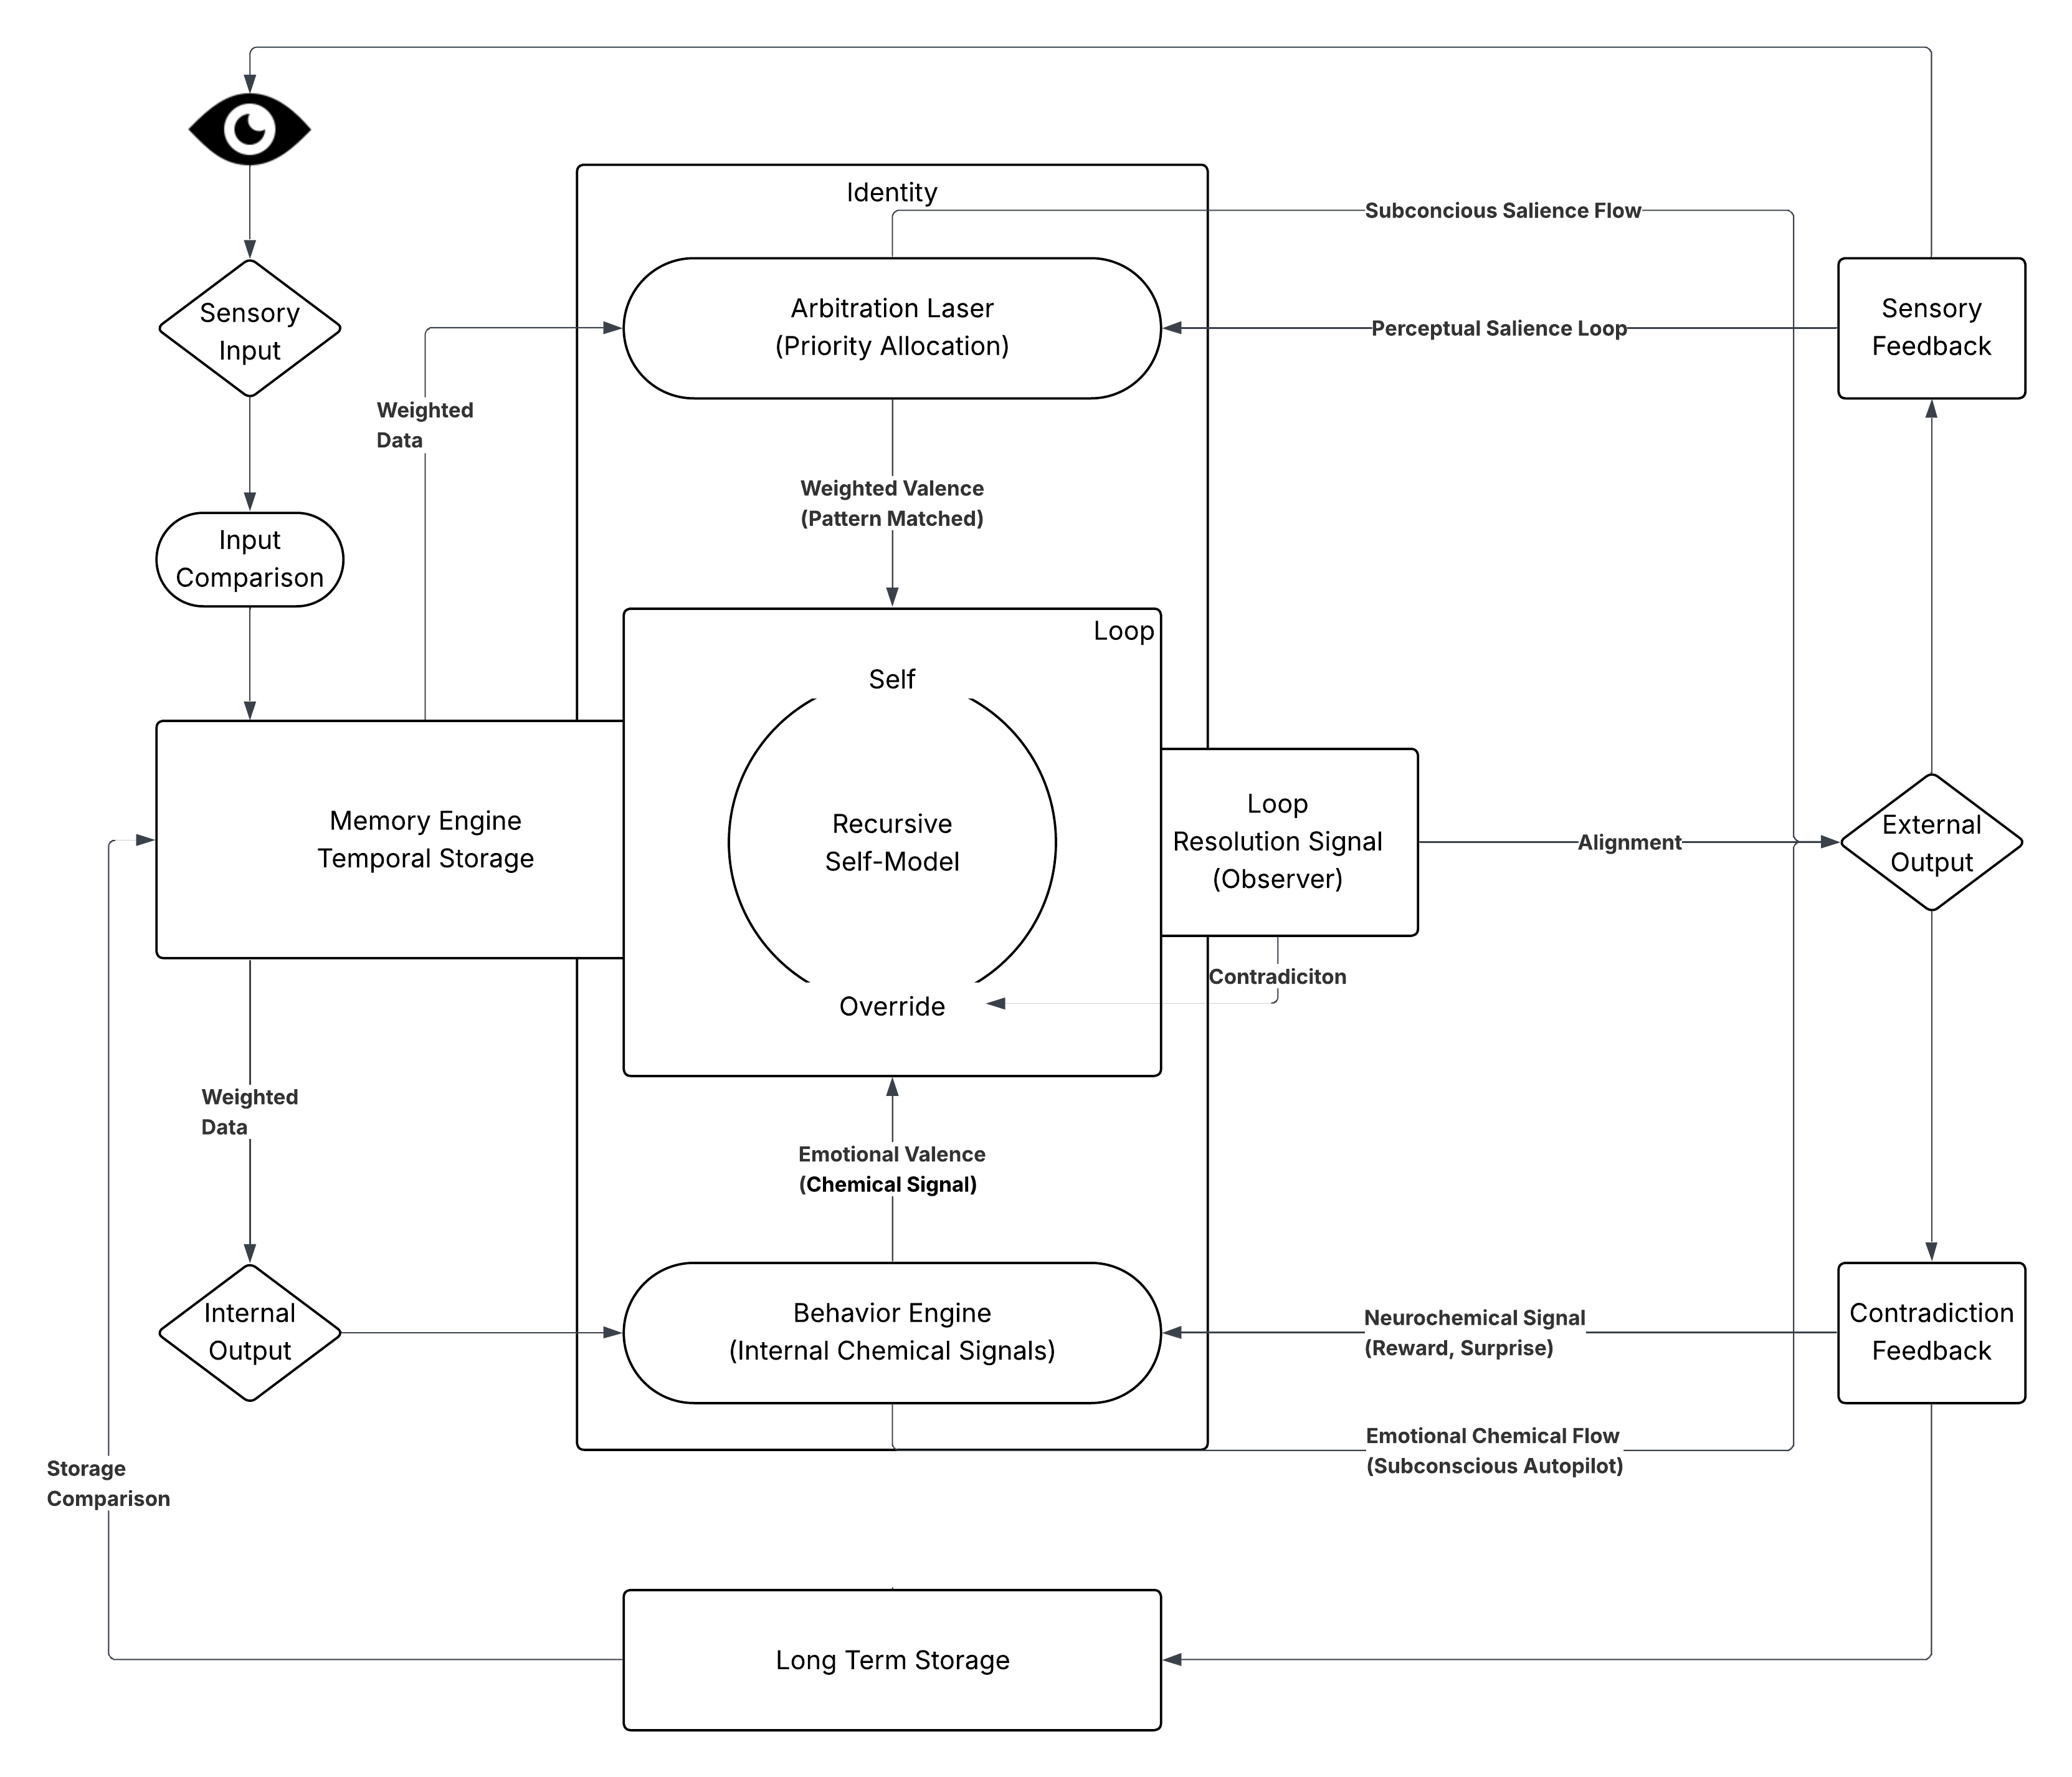 Identity
Subconcious Salience Flow
Sensory
Input
Arbitration Laser
(Priority Allocation)
Perceptual Salience Loop
Sensory
Feedback
Weighted
Data
Weighted Valence
(Pattern Matched)
Input
Comparison
Loop
Self
Memory Engine
Temporal Storage
Recursive
Self-Model
Loop
Resolution Signal
(Observer)
Alignment
External
Output
Contradiciton
Override
Weighted
Data
Emotional Valence
(Chemical Signal)
Internal
Output
Behavior Engine
(Internal Chemical Signals)
Neurochemical Signal
(Reward, Surprise)
Contradiction
Feedback
Emotional Chemical Flow
(Subconscious Autopilot)
Storage
Comparison
Long Term Storage